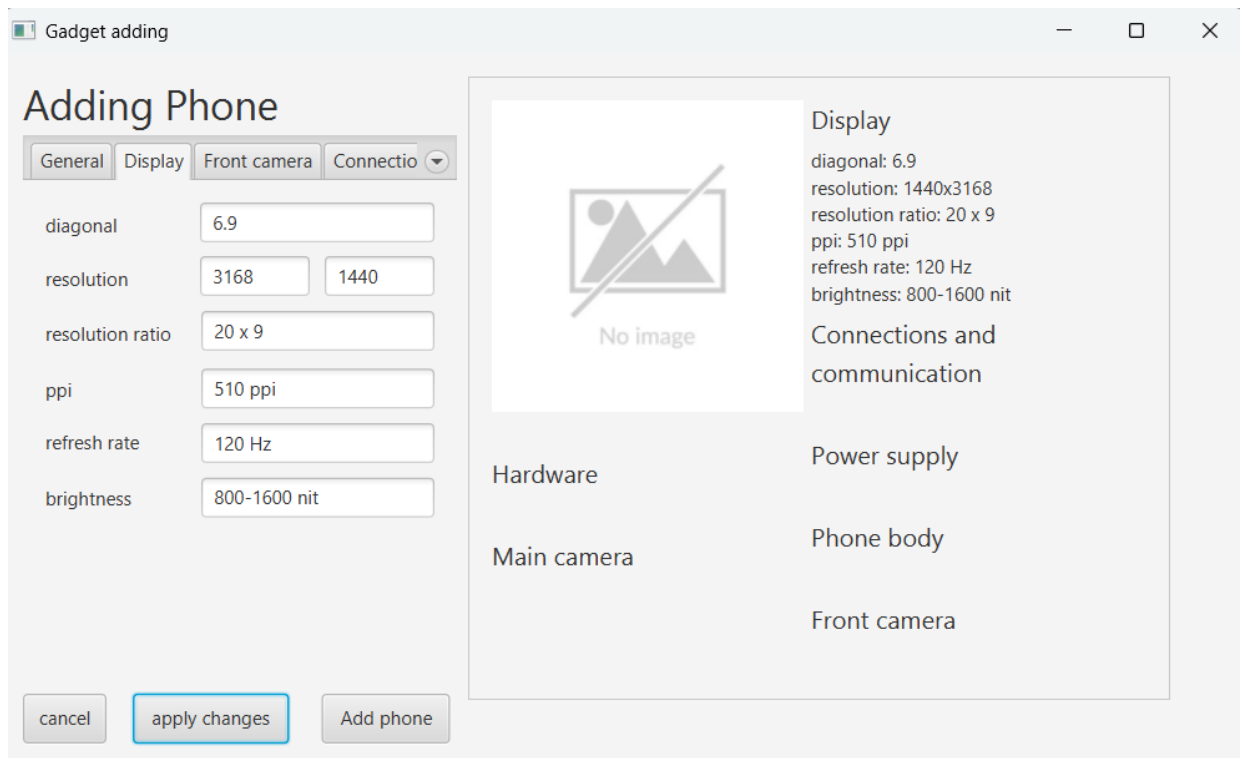 Gadget adding
Adding Phone
General Display Front camera Connectio
diagonal 6.9
resolution 3168 1440
resolution ratio 20 x 9
ppi 510 ppi
refresh rate 120 Hz
brightness 800-1600 nit
cancel apply changes Add phone
No image
Hardware
Main camera
Display
diagonal: 6.9
resolution: 1440x3168
resolution ratio: 20 x 9
ppi: 510 ppi
refresh rate: 120 Hz
brightness: 800-1600 nit
Connections and
communication
Power supply
Phone body
Front camera